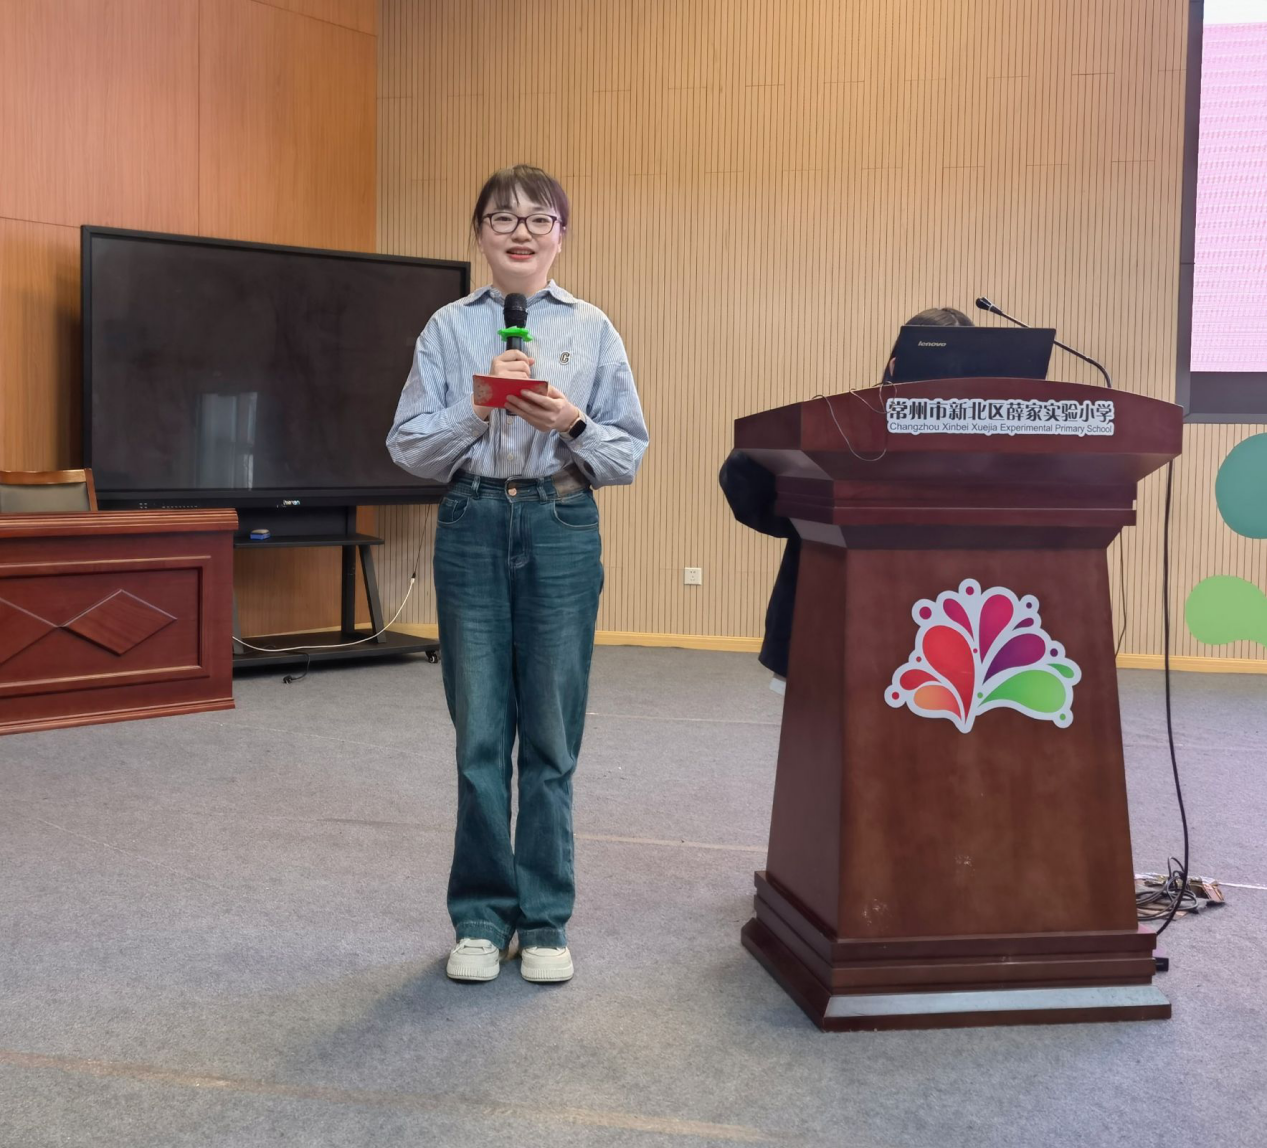 lenovo
常州市新北区薛家实验小学
Changzhou Xinbei Xuejia Experimental Primary School
G